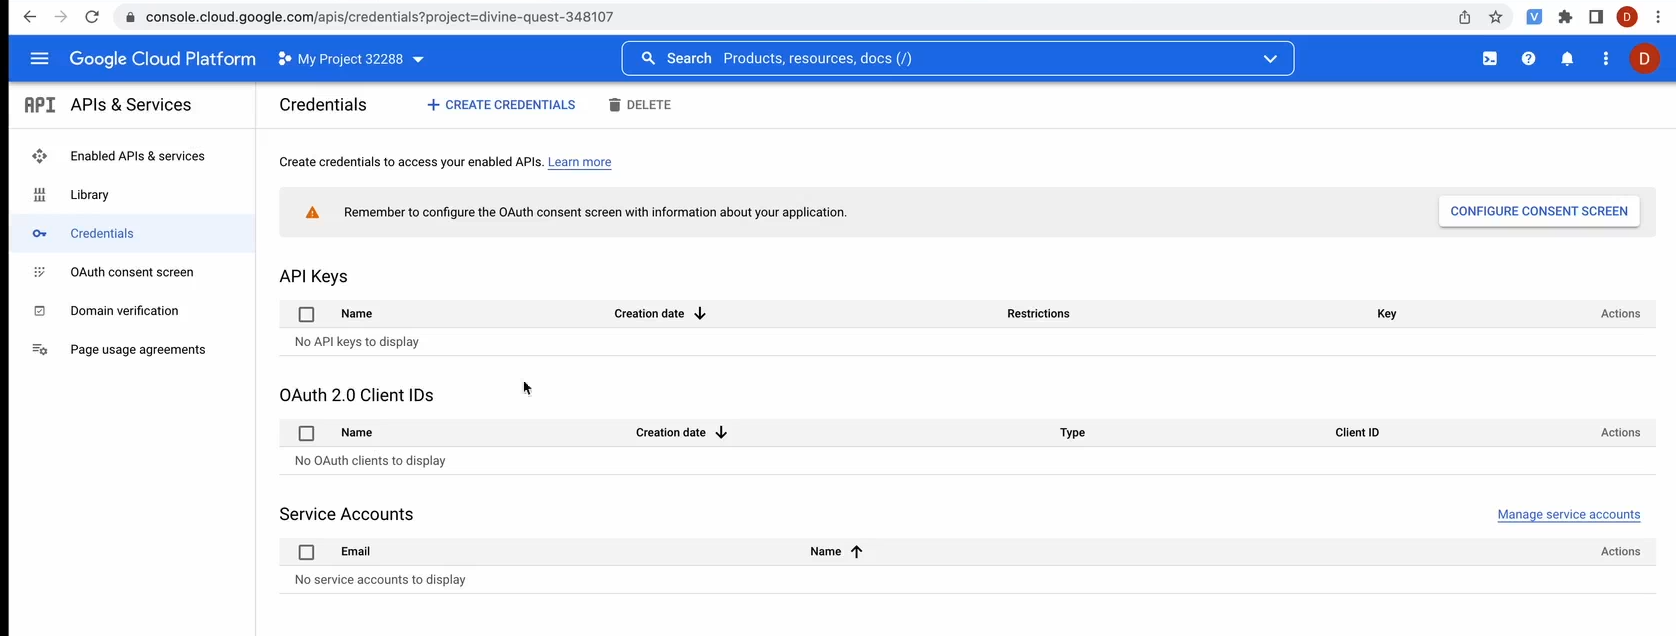 console.cloud.google.com/apis/credentials?project=divine-quest-348107
V
D
Google Cloud Platform
My Project 32288
Search Products, resources, docs (/)
D
API APIs & Services
Credentials
CREATE CREDENTIALS
DELETE
Enabled APIs & services
Library
Credentials
OAuth consent screen
Domain verification
Page usage agreements
Create credentials to access your enabled APIs. Learn more
Remember to configure the OAuth consent screen with information about your application.
CONFIGURE CONSENT SCREEN
API Keys
Name Creation date Restrictions Key Actions
No API keys to display
OAuth 2.0 Client IDs
Name Creation date Type Client ID Actions
No OAuth clients to display
Service Accounts
Manage service accounts
Email Name Actions
No service accounts to display